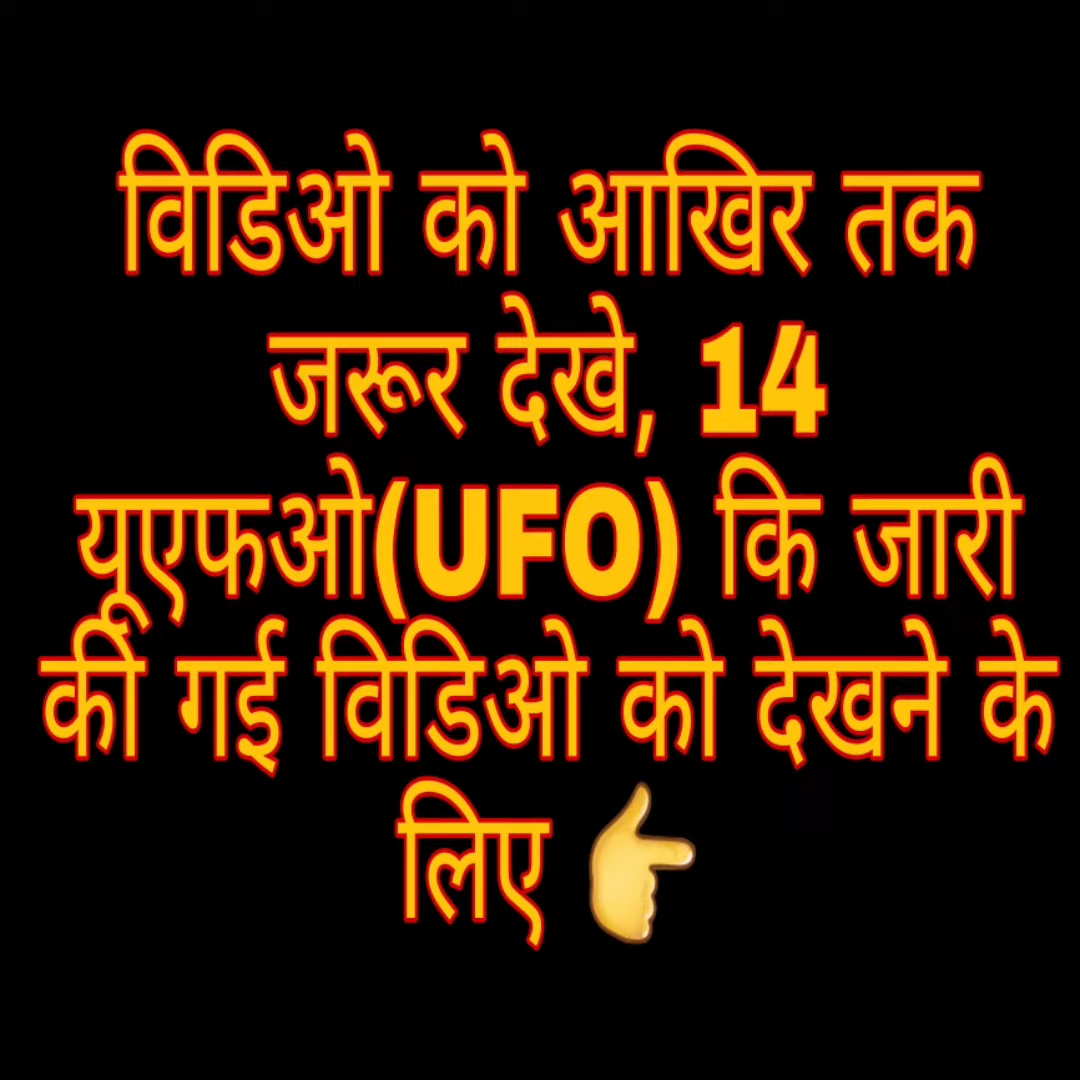 विडिओ को आखिर तक
जरूर देखे, 14
यूएफओ(UFO) कि जारी
की गई विडिओ को देखने के
लिए 👉